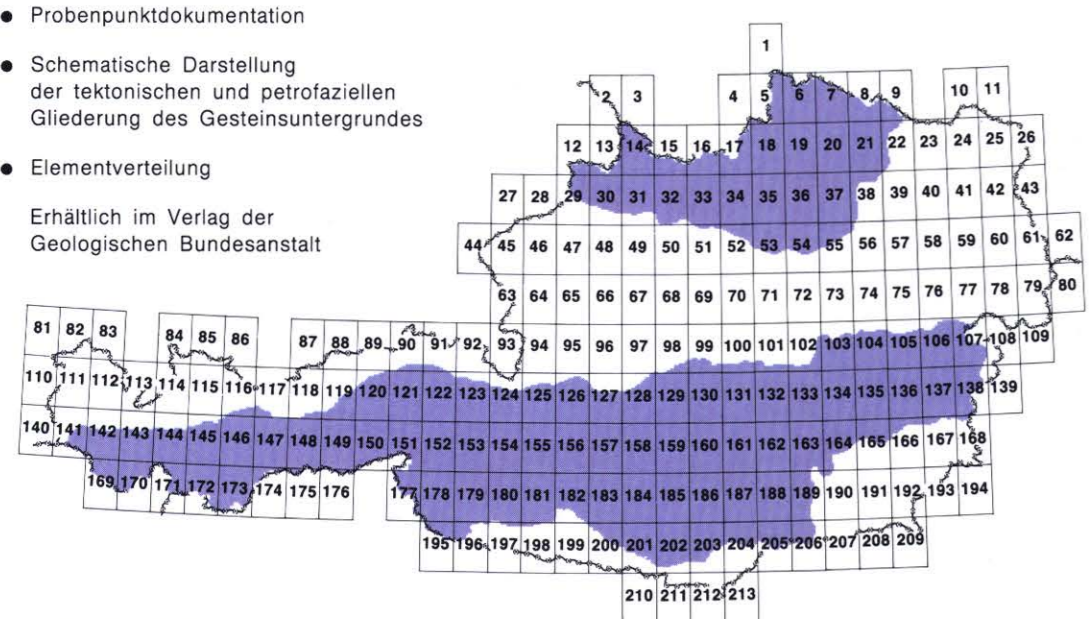 ● Probenpunktdokumentation
● Schematische Darstellung
der tektonischen und petrofaziellen
Gliederung des Gesteinsuntergrundes
● Elementverteilung
Erhältlich im Verlag der
Geologischen Bundesanstalt
1
2 3 4 5 6 7 8 9 10 11
12 13 14 15 16 17 18 19 20 21 22 23 24 25 26
27 28 29 30 31 32 33 34 35 36 37 38 39 40 41 42 43
44 45 46 47 48 49 50 51 52 53 54 55 56 57 58 59 60 61 62
63 64 65 66 67 68 69 70 71 72 73 74 75 76 77 78 79 80
81 82 83 84 85 86 87 88 89 90 91 92 93 94 95 96 97 98 99 100 101 102 103 104 105 106 107 108 109
110 111 112 113 114 115 116 117 118 119 120 121 122 123 124 125 126 127 128 129 130 131 132 133 134 135 136 137 138 139
140 141 142 143 144 145 146 147 148 149 150 151 152 153 154 155 156 157 158 159 160 161 162 163 164 165 166 167 168
169 170 171 172 173 174 175 176 177 178 179 180 181 182 183 184 185 186 187 188 189 190 191 192 193 194
195 196 197 198 199 200 201 202 203 204 205 206 207 208 209
210 211 212 213